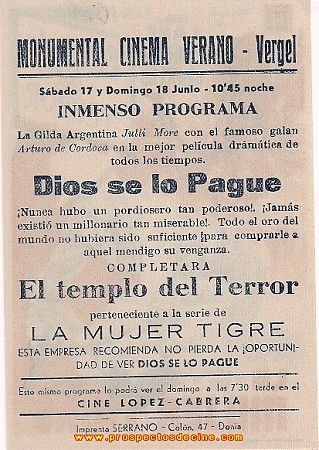 MONUMENTAL CINEMA VERANO - Vergel
Sábado 17 y Domingo 18 Junio - 10'45 noche
INMENSO PROGRAMA
La Gilda Argentina Julli More con el famoso galan
Arturo de Cordoca en la mejor película dramática de
todos los tiempos.
Dios se lo Pague
¡Nunca hubo un pordiosero tan poderoso!. ¡Jamás
existió un millonario tan miserable!. Todo el oro del
mundo no hubiera sido suficiente ¡para comprarle a
aquel mendigo su venganza.
COMPLETARA
El templo del Terror
perteneciente a la serie de
LA MUJER TIGRE
ESTA EMPRESA RECOMIENDA NO PIERDA LA ¡OPORTUNI-
DAD DE VER DIOS SE LO PAGUE
Este mismo programa lo podrá ver el domingo a las 7'30 tarde en el
CINE LOPEZ-CABRERA
Imprenta SERRANO - Colón, 47 - Denia
www.prospectosdecine.com